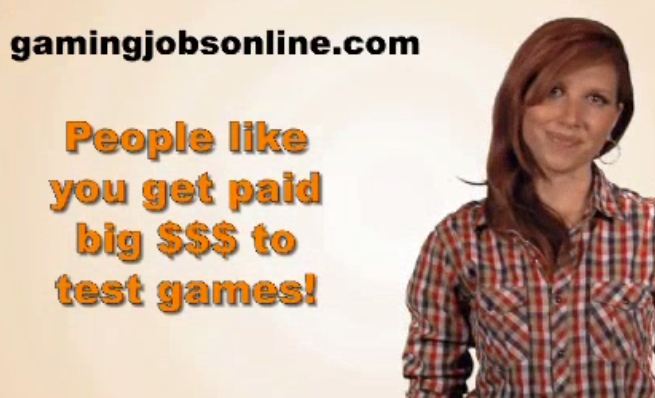 gamingjobsonline.com
People like
you get paid
big $$$ to
test games!